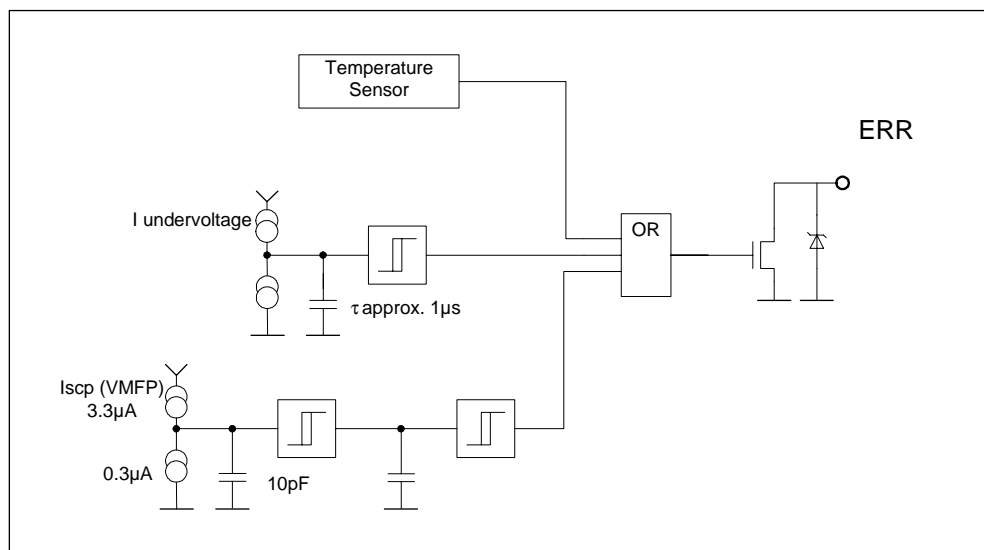 Temperature
Sensor
ERR
I undervoltage
OR
τ approx. 1µs
Iscp (VMFP)
3.3µA
0.3µA
10pF